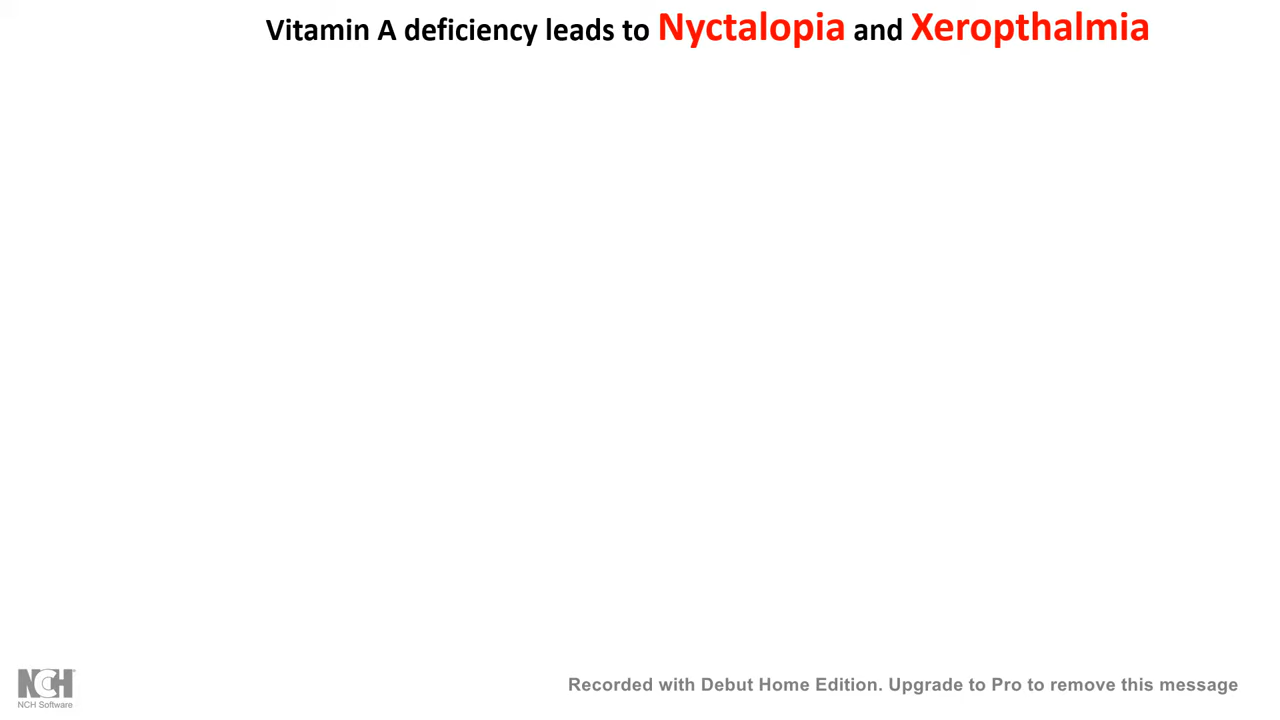 Vitamin A deficiency leads to Nyctalopia and Xeropthalmia
NCH
NCH Software
Recorded with Debut Home Edition. Upgrade to Pro to remove this message